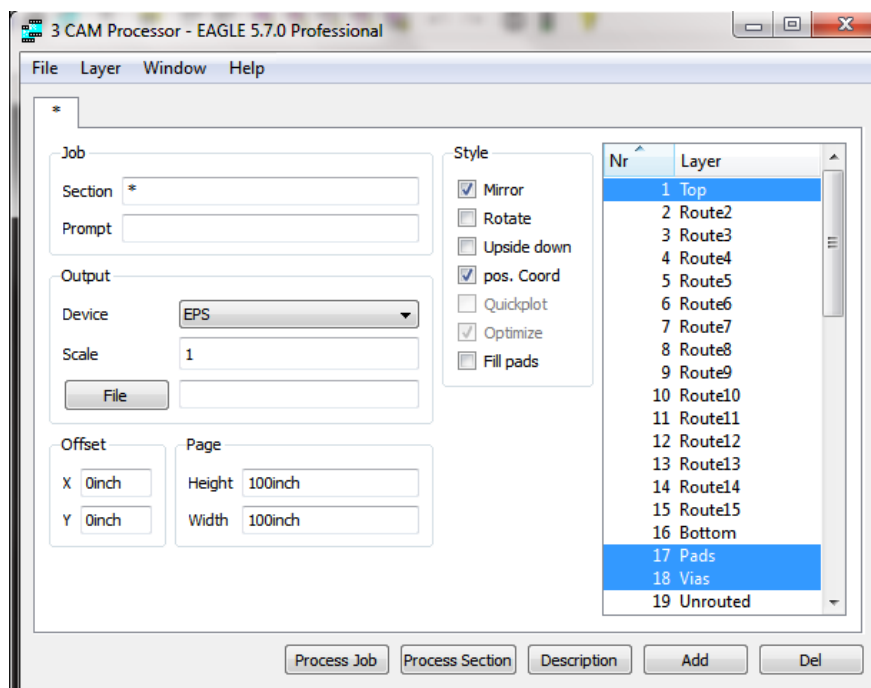 3 CAM Processor - EAGLE 5.7.0 Professional
File Layer Window Help
*
Job
Section *
Prompt
Output
Device EPS
Scale 1
File
Offset
X 0inch
Y 0inch
Page
Height 100inch
Width 100inch
Style
Mirror
Rotate
Upside down
pos. Coord
Quickplot
Optimize
Fill pads
Nr Layer
1 Top
2 Route2
3 Route3
4 Route4
5 Route5
6 Route6
7 Route7
8 Route8
9 Route9
10 Route10
11 Route11
12 Route12
13 Route13
14 Route14
15 Route15
16 Bottom
17 Pads
18 Vias
19 Unrouted
Process Job Process Section Description Add Del